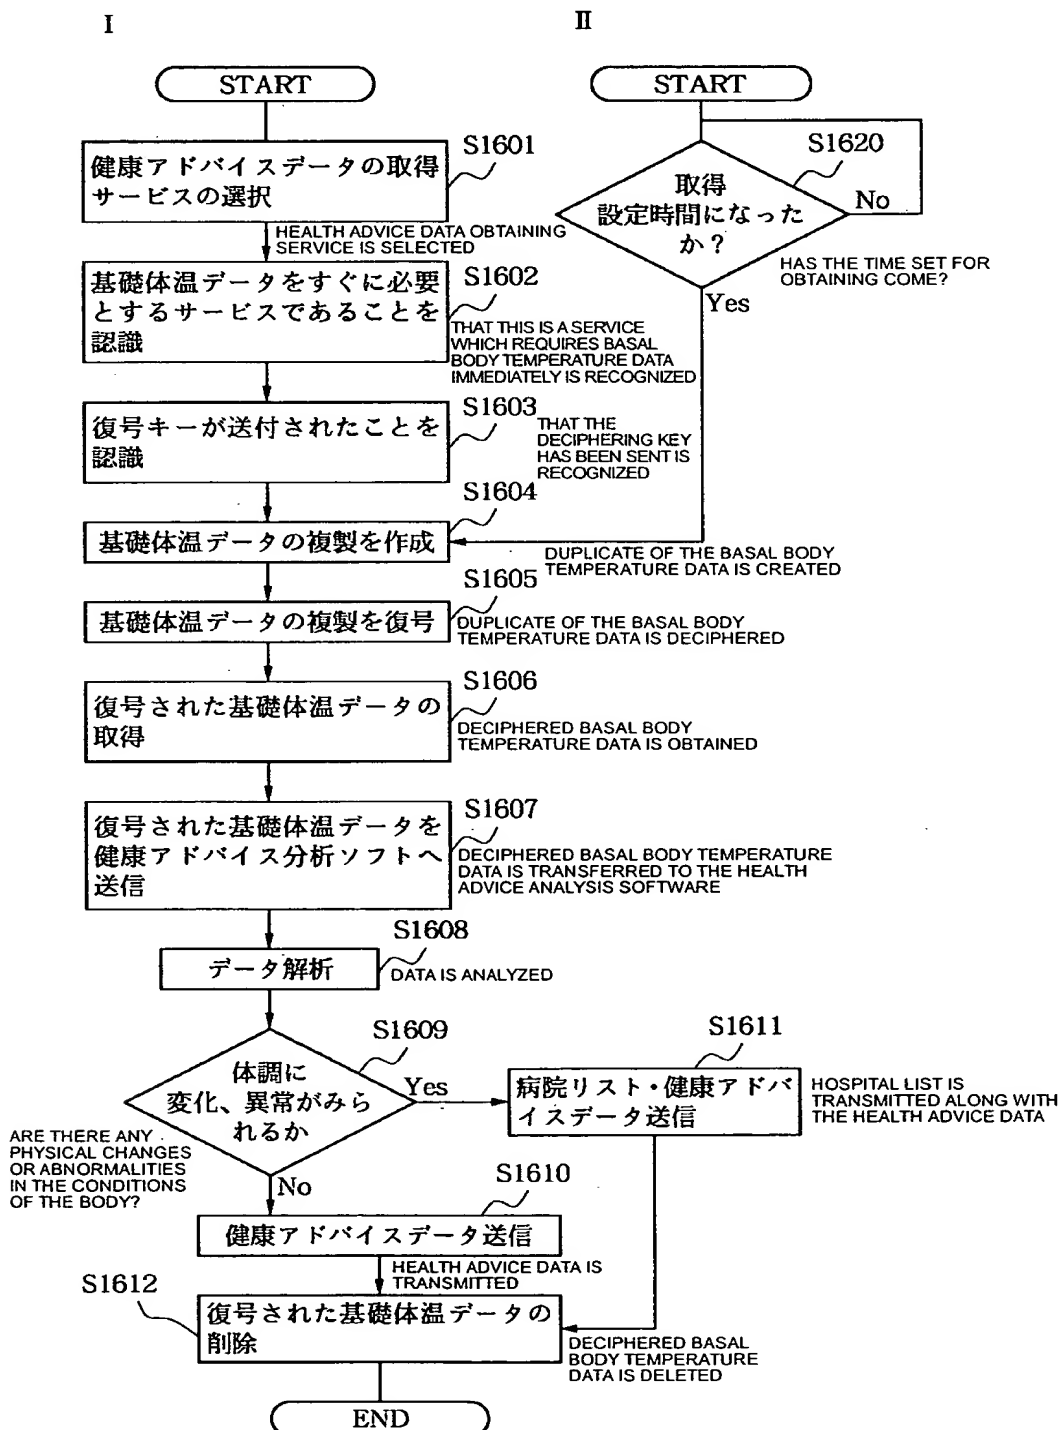 I
II
START
START
S1601
健康アドバイスデータの取得
サービスの選択
HEALTH ADVICE DATA OBTAINING
SERVICE IS SELECTED
S1620
取得
設定時間になった
か？
No
HAS THE TIME SET FOR
OBTAINING COME?
Yes
S1602
基礎体温データをすぐに必要
とするサービスであることを
認識
THAT THIS IS A SERVICE
WHICH REQUIRES BASAL
BODY TEMPERATURE DATA
IMMEDIATELY IS RECOGNIZED
S1603
復号キーが送付されたことを
認識
THAT THE
DECIPHERING KEY
HAS BEEN SENT IS
RECOGNIZED
S1604
基礎体温データの複製を作成
DUPLICATE OF THE BASAL BODY
TEMPERATURE DATA IS CREATED
S1605
基礎体温データの複製を復号
DUPLICATE OF THE BASAL BODY
TEMPERATURE DATA IS DECIPHERED
S1606
復号された基礎体温データの
取得
DECIPHERED BASAL BODY
TEMPERATURE DATA IS OBTAINED
S1607
復号された基礎体温データを
健康アドバイス分析ソフトへ
送信
DECIPHERED BASAL BODY TEMPERATURE
DATA IS TRANSFERRED TO THE HEALTH
ADVICE ANALYSIS SOFTWARE
S1608
データ解析
DATA IS ANALYZED
S1609
体調に
変化、異常がみら
れるか
Yes
No
ARE THERE ANY
PHYSICAL CHANGES
OR ABNORMALITIES
IN THE CONDITIONS
OF THE BODY?
S1611
病院リスト・健康アドバ
イスデータ送信
HOSPITAL LIST IS
TRANSMITTED ALONG WITH
THE HEALTH ADVICE DATA
S1610
健康アドバイスデータ送信
HEALTH ADVICE DATA IS
TRANSMITTED
S1612
復号された基礎体温データの
削除
DECIPHERED BASAL
BODY TEMPERATURE
DATA IS DELETED
END